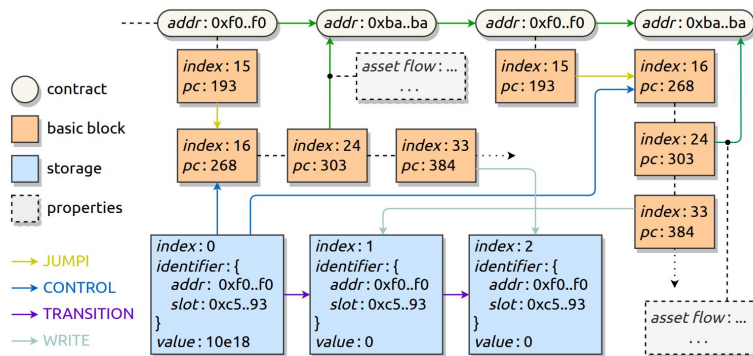 addr: 0xf0..f0
addr: 0xba..ba
addr: 0xf0..f0
addr: 0xba..ba
index: 15
pc: 193
asset flow: ...
...
index: 15
pc: 193
index: 16
pc: 268
contract
basic block
storage
properties
index: 16
pc: 268
index: 24
pc: 303
index: 33
pc: 384
index: 24
pc: 303
index: 33
pc: 384
JUMPI
CONTROL
TRANSITION
WRITE
index: 0
identifier: {
addr: 0xf0..f0
slot: 0xc5..93
}
value: 10e18
index: 1
identifier: {
addr: 0xf0..f0
slot: 0xc5..93
}
value: 0
index: 2
identifier: {
addr: 0xf0..f0
slot: 0xc5..93
}
value: 0
asset flow: ...
...